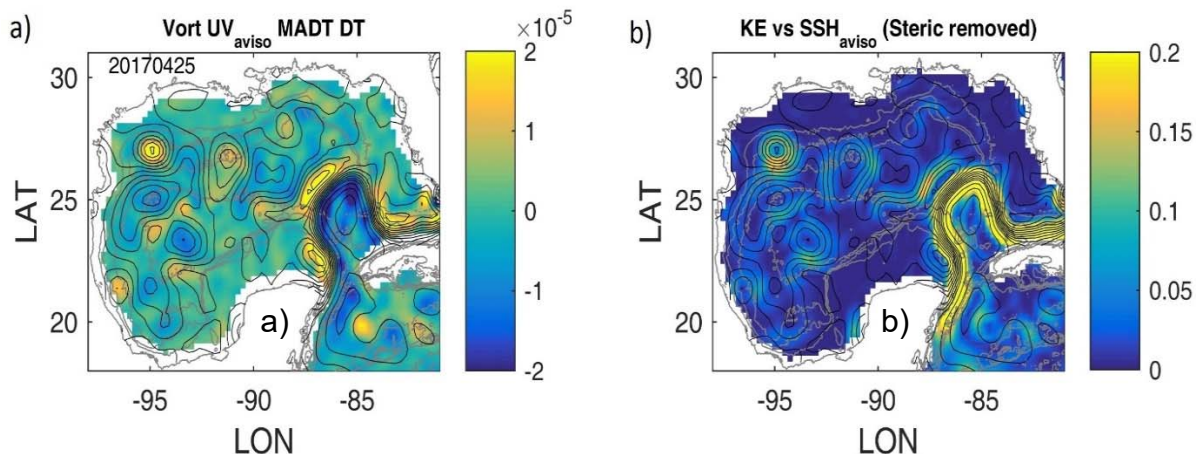 a)
Vort UV_aviso MADT DT
×10⁻⁵
20170425
30
25
20
LAT
-95
-90
-85
LON
2
1
0
-1
-2
a)
b)
KE vs SSH_aviso (Steric removed)
30
25
20
LAT
-95
-90
-85
LON
0.2
0.15
0.1
0.05
0
b)